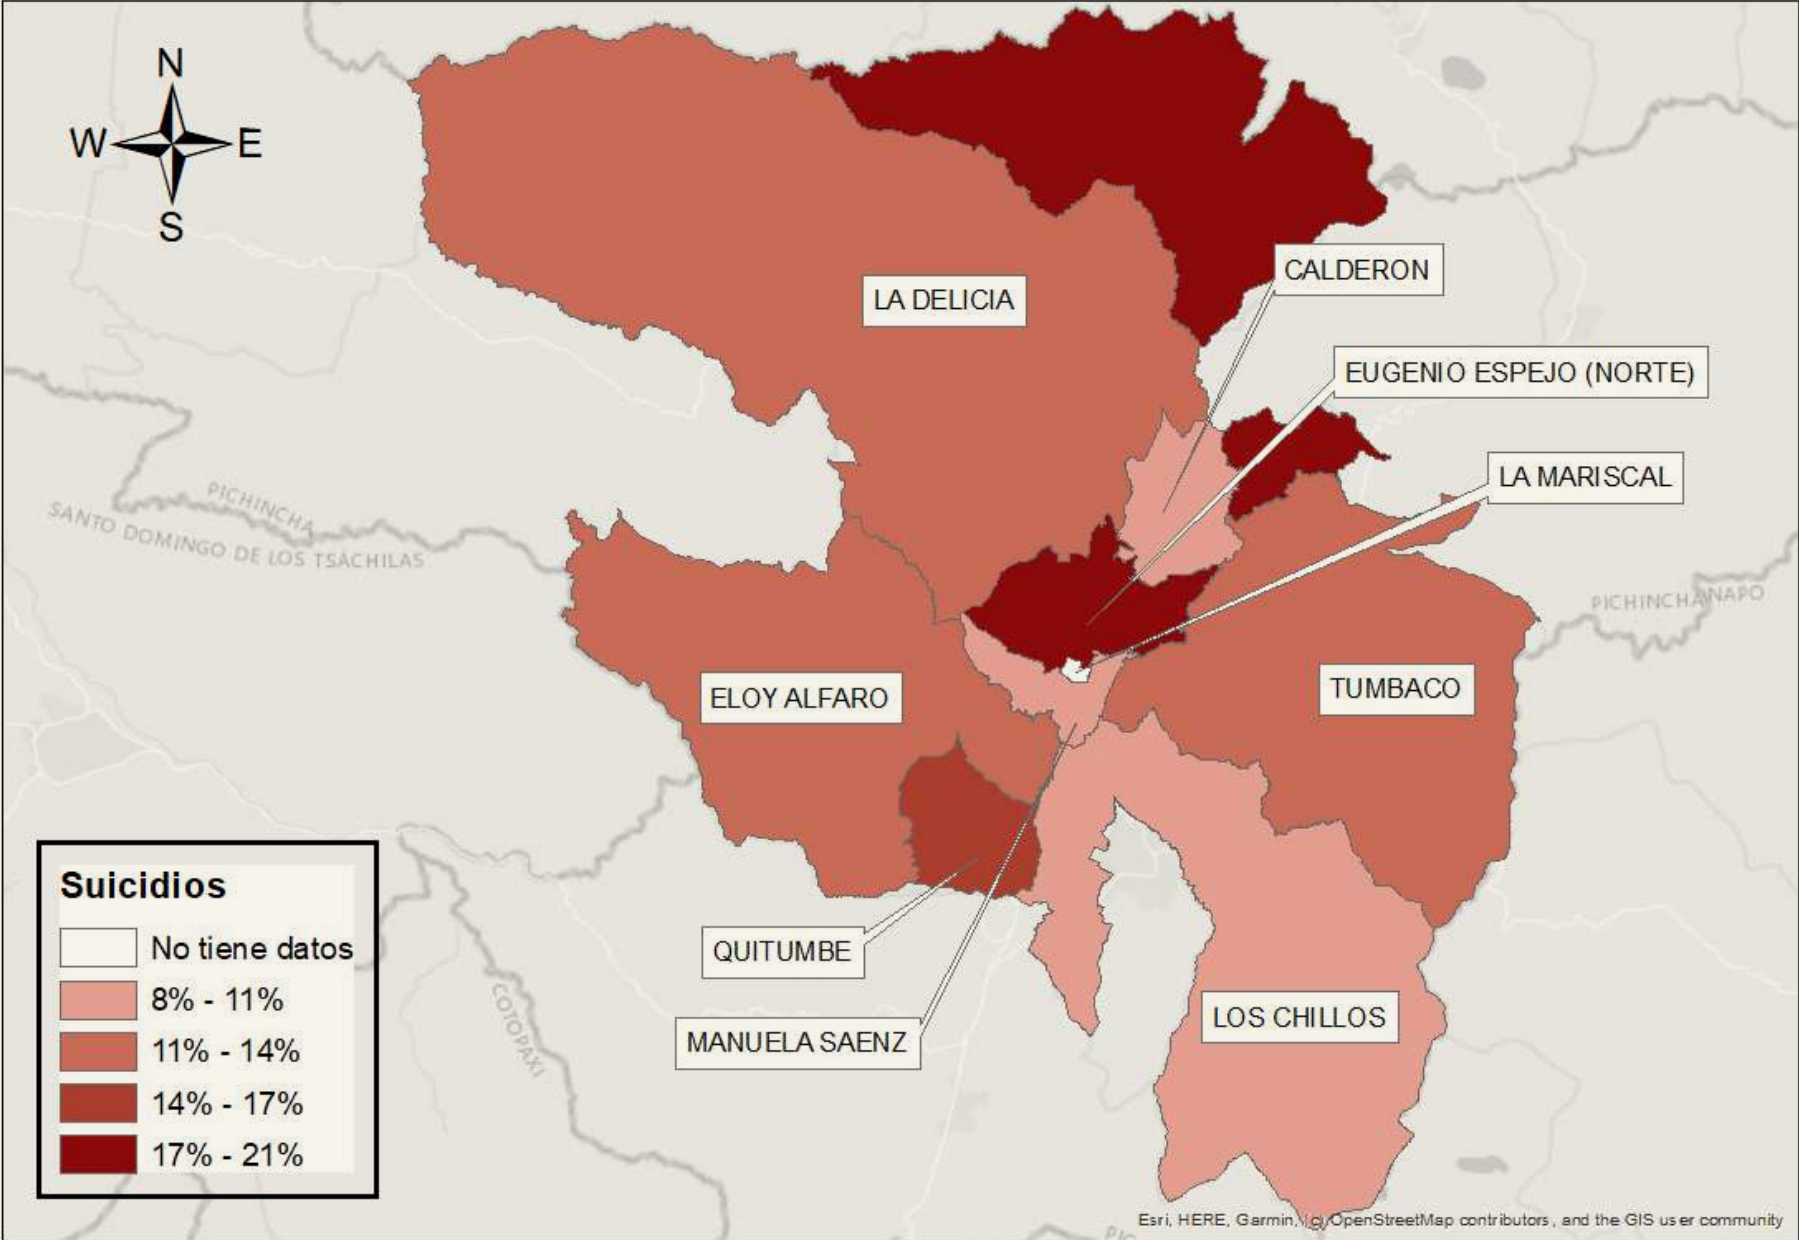 N
W E
S
CALDERON
LA DELICIA
EUGENIO ESPEJO (NORTE)
LA MARISCAL
PICHINCHA
SANTO DOMINGO DE LOS TSÁCHILAS
PICHINCHA
NAPO
TUMBACO
ELOY ALFARO
Suicidios
No tiene datos
8% - 11%
11% - 14%
14% - 17%
17% - 21%
QUITUMBE
COTOPAXI
LOS CHILLOS
MANUELA SAENZ
Esri, HERE, Garmin, (c) OpenStreetMap contributors, and the GIS user community